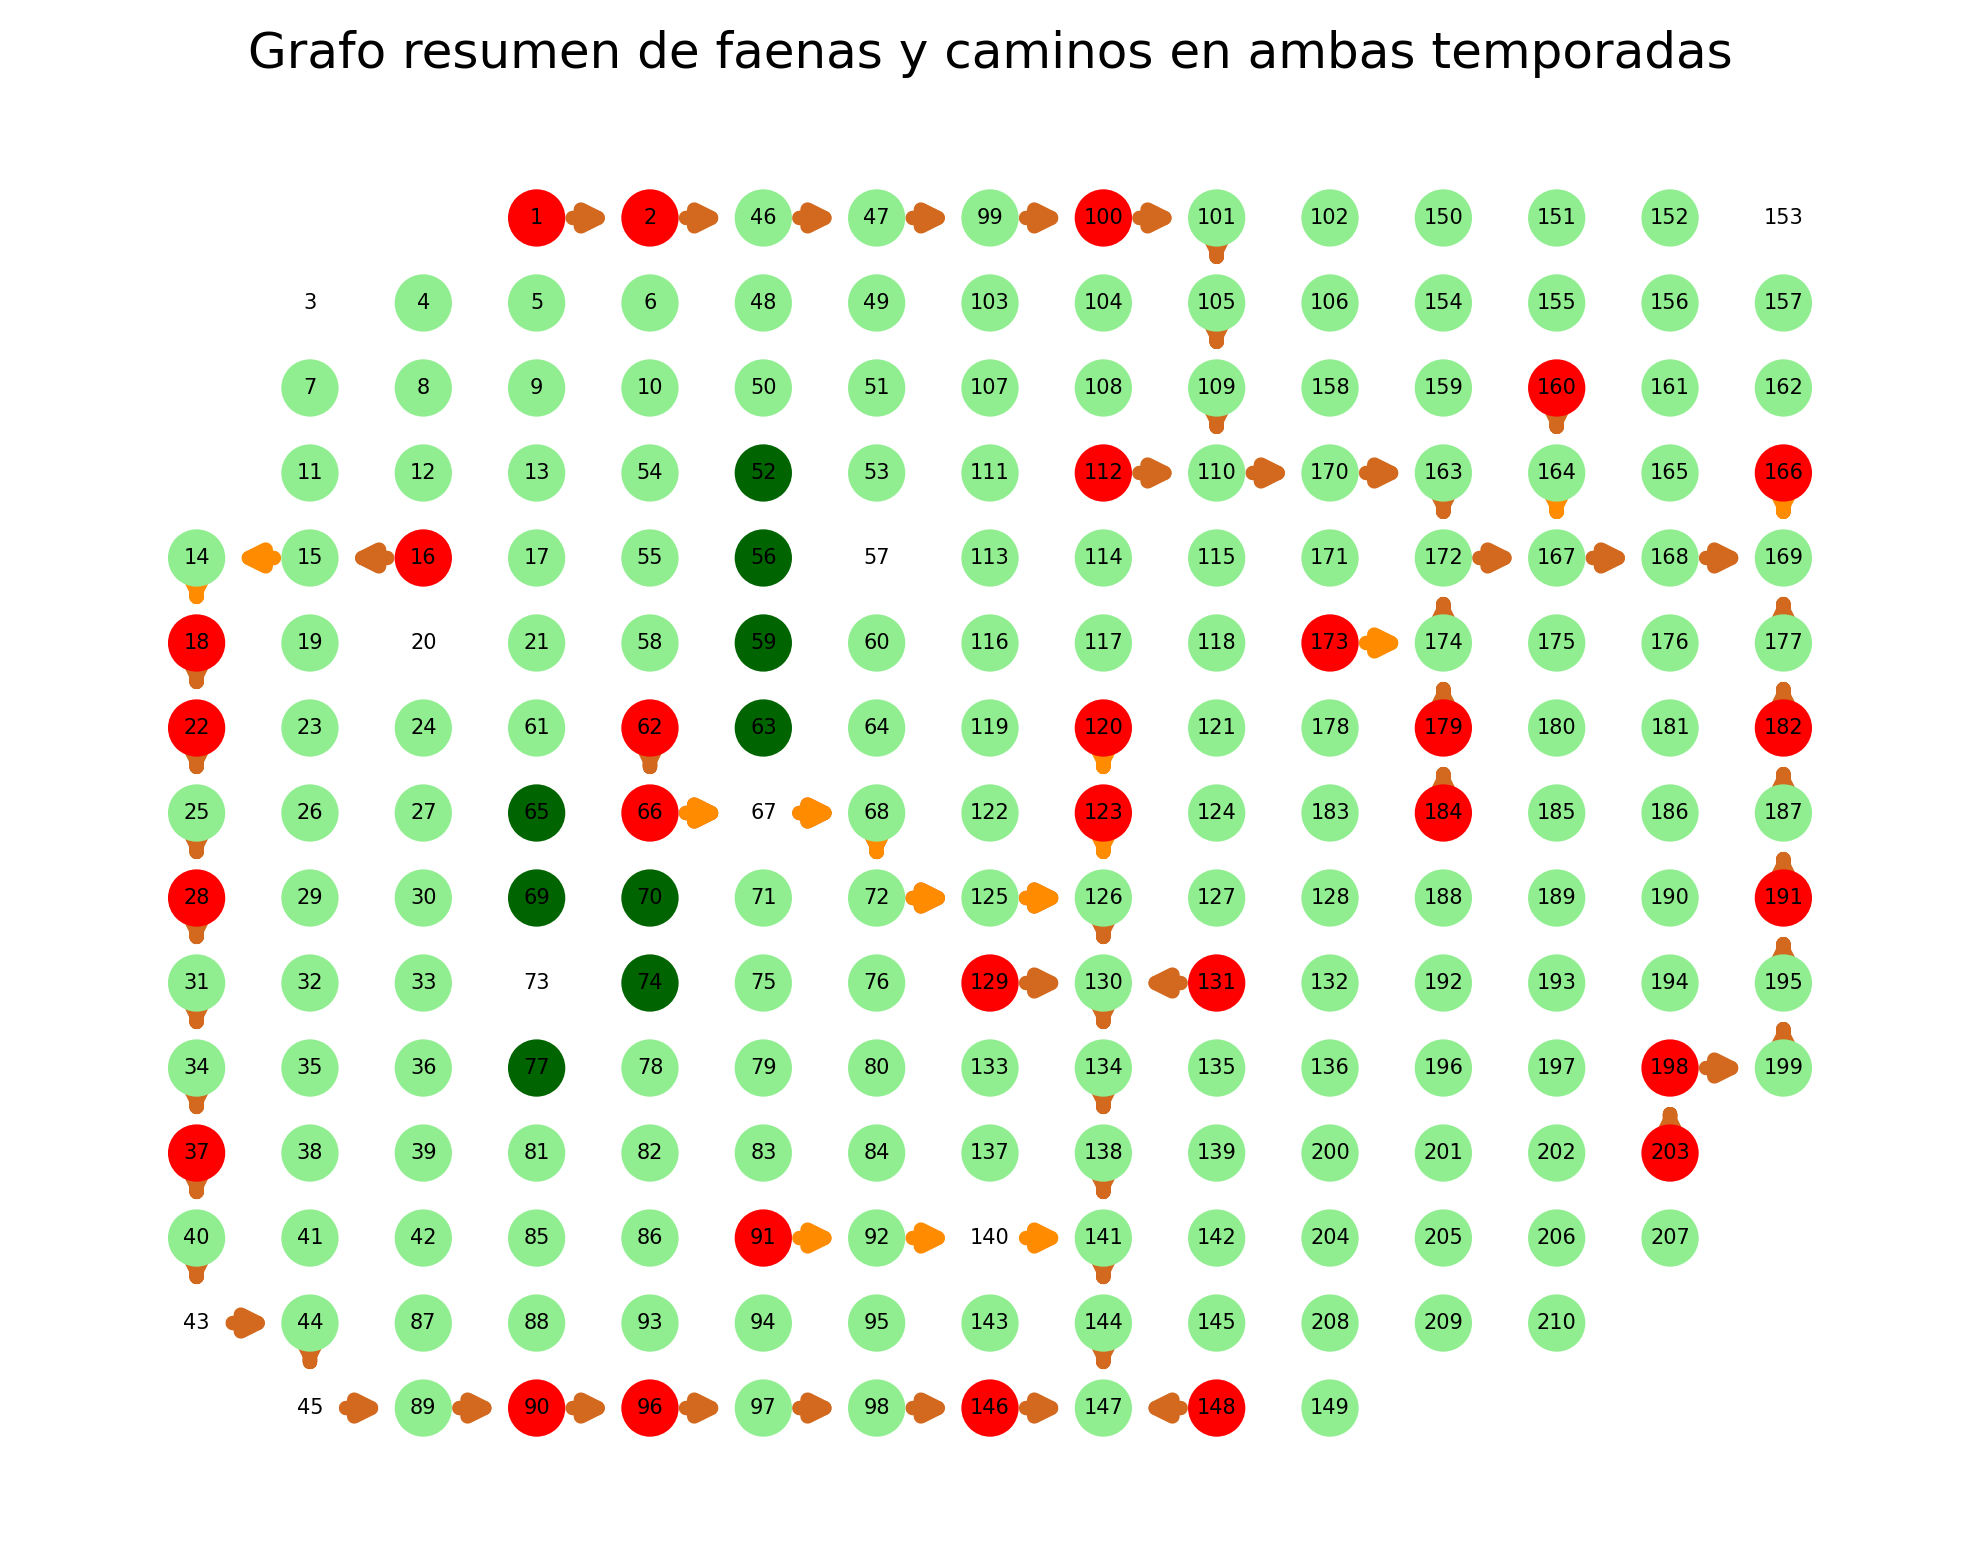 Grafo resumen de faenas y caminos en ambas temporadas
1 2 46 47 99 100 101 102 150 151 152 153
3 4 5 6 48 49 103 104 105 106 154 155 156 157
7 8 9 10 50 51 107 108 109 158 159 160 161 162
11 12 13 54 52 53 111 112 110 170 163 164 165 166
14 15 16 17 55 56 57 113 114 115 171 172 167 168 169
18 19 20 21 58 59 60 116 117 118 173 174 175 176 177
22 23 24 61 62 63 64 119 120 121 178 179 180 181 182
25 26 27 65 66 67 68 122 123 124 183 184 185 186 187
28 29 30 69 70 71 72 125 126 127 128 188 189 190 191
31 32 33 73 74 75 76 129 130 131 132 192 193 194 195
34 35 36 77 78 79 80 133 134 135 136 196 197 198 199
37 38 39 81 82 83 84 137 138 139 200 201 202 203
40 41 42 85 86 91 92 140 141 142 204 205 206 207
43 44 87 88 93 94 95 143 144 145 208 209 210
45 89 90 96 97 98 146 147 148 149